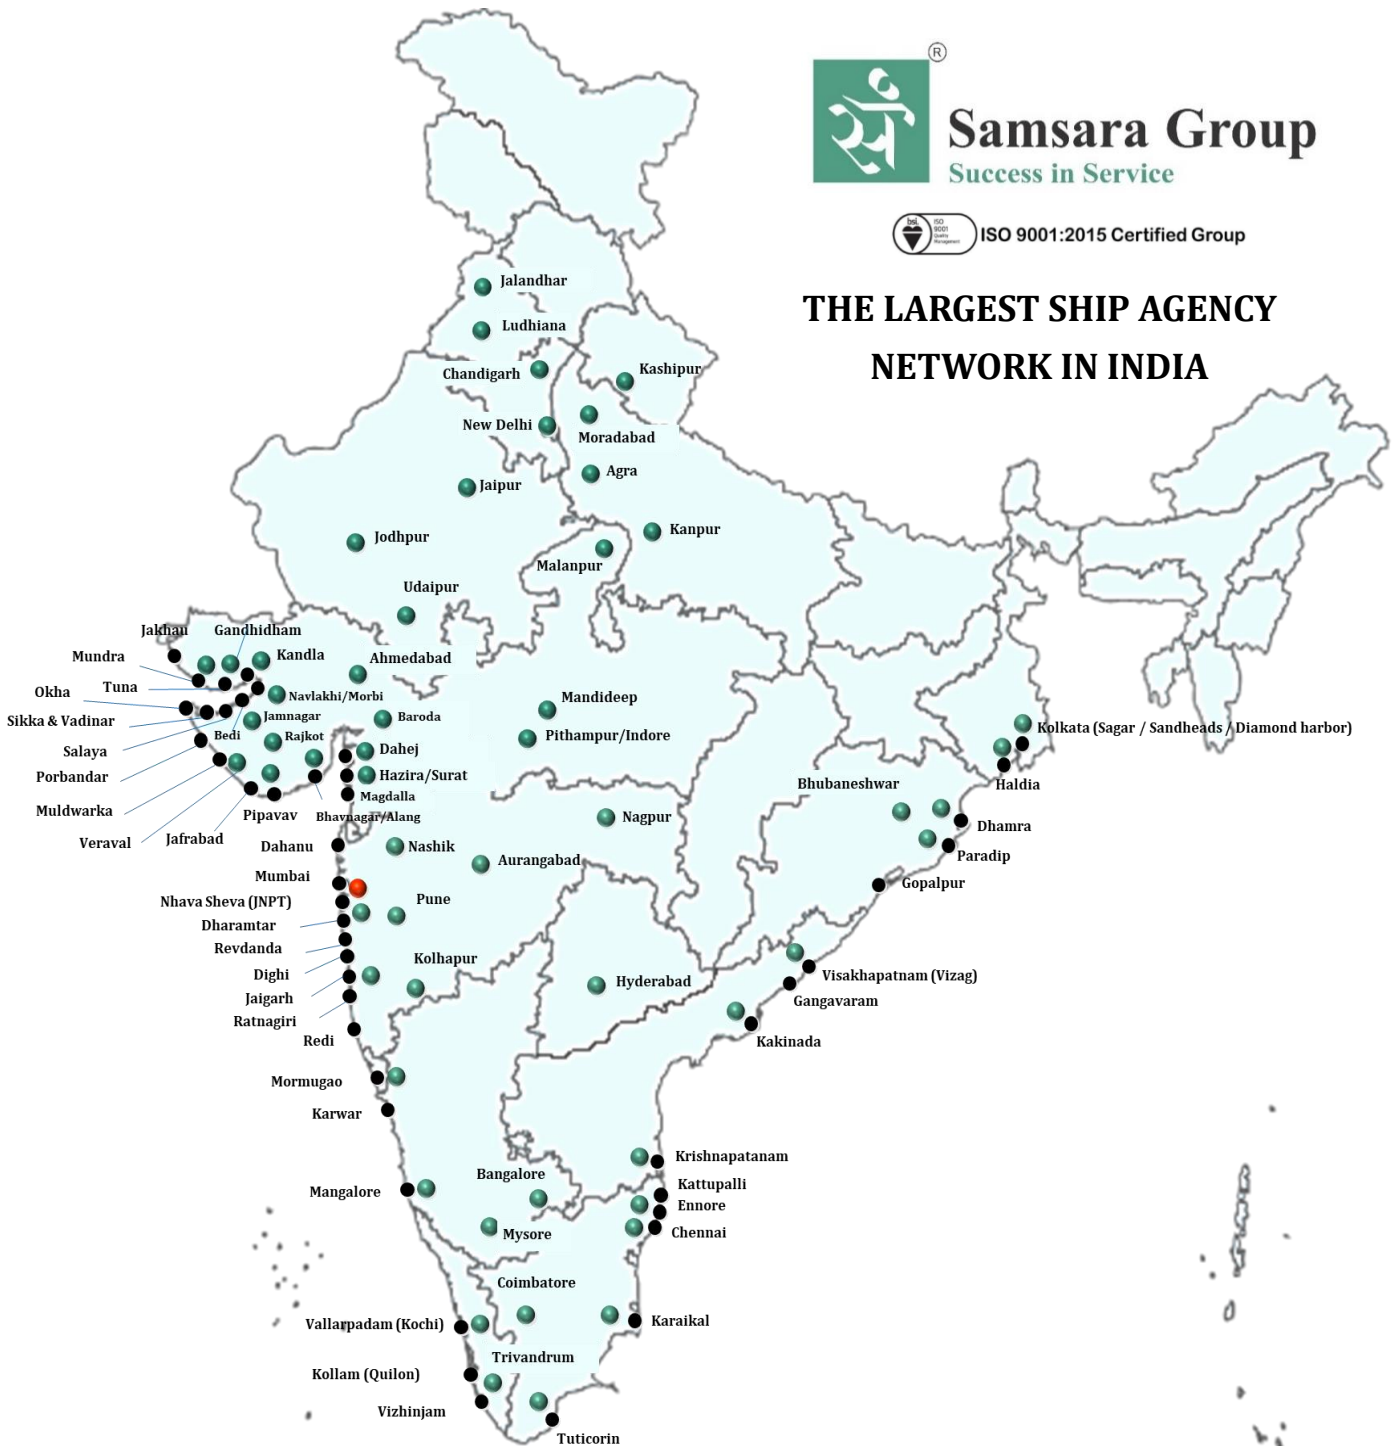 ®
सं
Samsara Group
Success in Service
bsi.
ISO
9001
Quality
Management
ISO 9001:2015 Certified Group
THE LARGEST SHIP AGENCY
NETWORK IN INDIA
Jalandhar
Ludhiana
Chandigarh
Kashipur
New Delhi
Moradabad
Agra
Jaipur
Kanpur
Jodhpur
Malanpur
Udaipur
Jakhau
Gandhidham
Mundra
Kandla
Ahmedabad
Tuna
Okha
Navlakhi/Morbi
Mandideep
Sikka & Vadinar
Jamnagar
Baroda
Kolkata (Sagar / Sandheads / Diamond harbor)
Bedi
Rajkot
Pithampur/Indore
Salaya
Dahej
Porbandar
Hazira/Surat
Bhubaneshwar
Haldia
Magdalla
Muldwarka
Pipavav
Bhavnagar/Alang
Nagpur
Dhamra
Veraval
Jafrabad
Dahanu
Nashik
Aurangabad
Paradip
Mumbai
Gopalpur
Nhava Sheva (JNPT)
Pune
Dharamtar
Revdanda
Kolhapur
Dighi
Hyderabad
Visakhapatnam (Vizag)
Jaigarh
Gangavaram
Ratnagiri
Redi
Kakinada
Mormugao
Karwar
Krishnapatanam
Bangalore
Mangalore
Kattupalli
Ennore
Mysore
Chennai
Coimbatore
Vallarpadam (Kochi)
Karaikal
Trivandrum
Kollam (Quilon)
Vizhinjam
Tuticorin